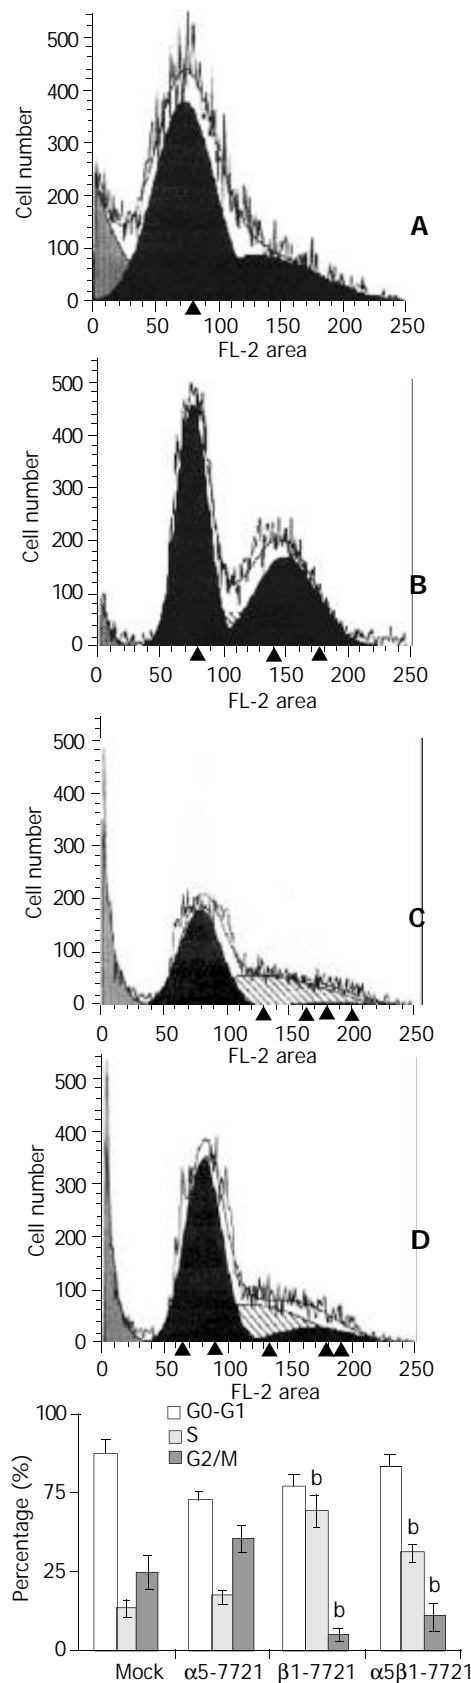 500
400
300
200
100
0
Cell number
A
0 50 100 150 200 250
FL-2 area
500
400
300
200
100
0
Cell number
B
0 50 100 150 200 250
FL-2 area
500
400
300
200
100
0
Cell number
C
0 50 100 150 200 250
FL-2 area
500
400
300
200
100
0
Cell number
D
0 50 100 150 200 250
FL-2 area
100
75
25
0
Percentage (%)
G0-G1
S
G2/M
b
b
b
b
Mock α5-7721 β1-7721 α5β1-7721